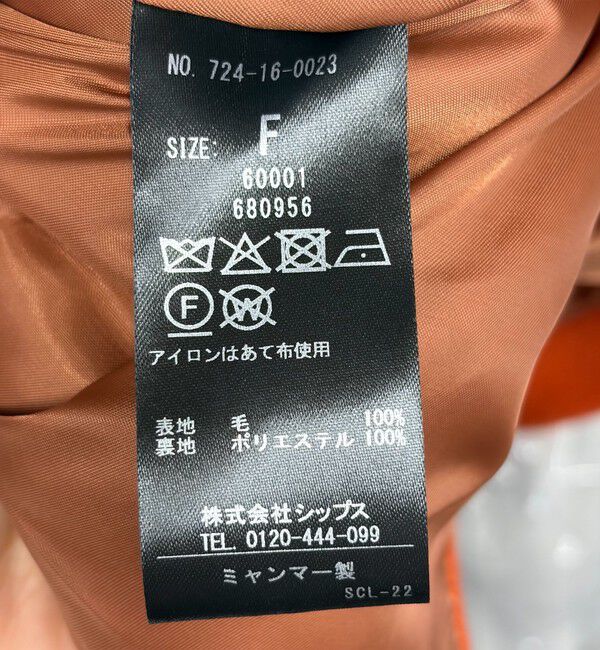 NO. 724-16-0023
SIZE: F
60001
680956
F W
アイロンはあて布使用
表地 毛 100%
裏地 ポリエステル 100%
株式会社シップス
TEL. 0120-444-099
ミャンマー製
SCL-22